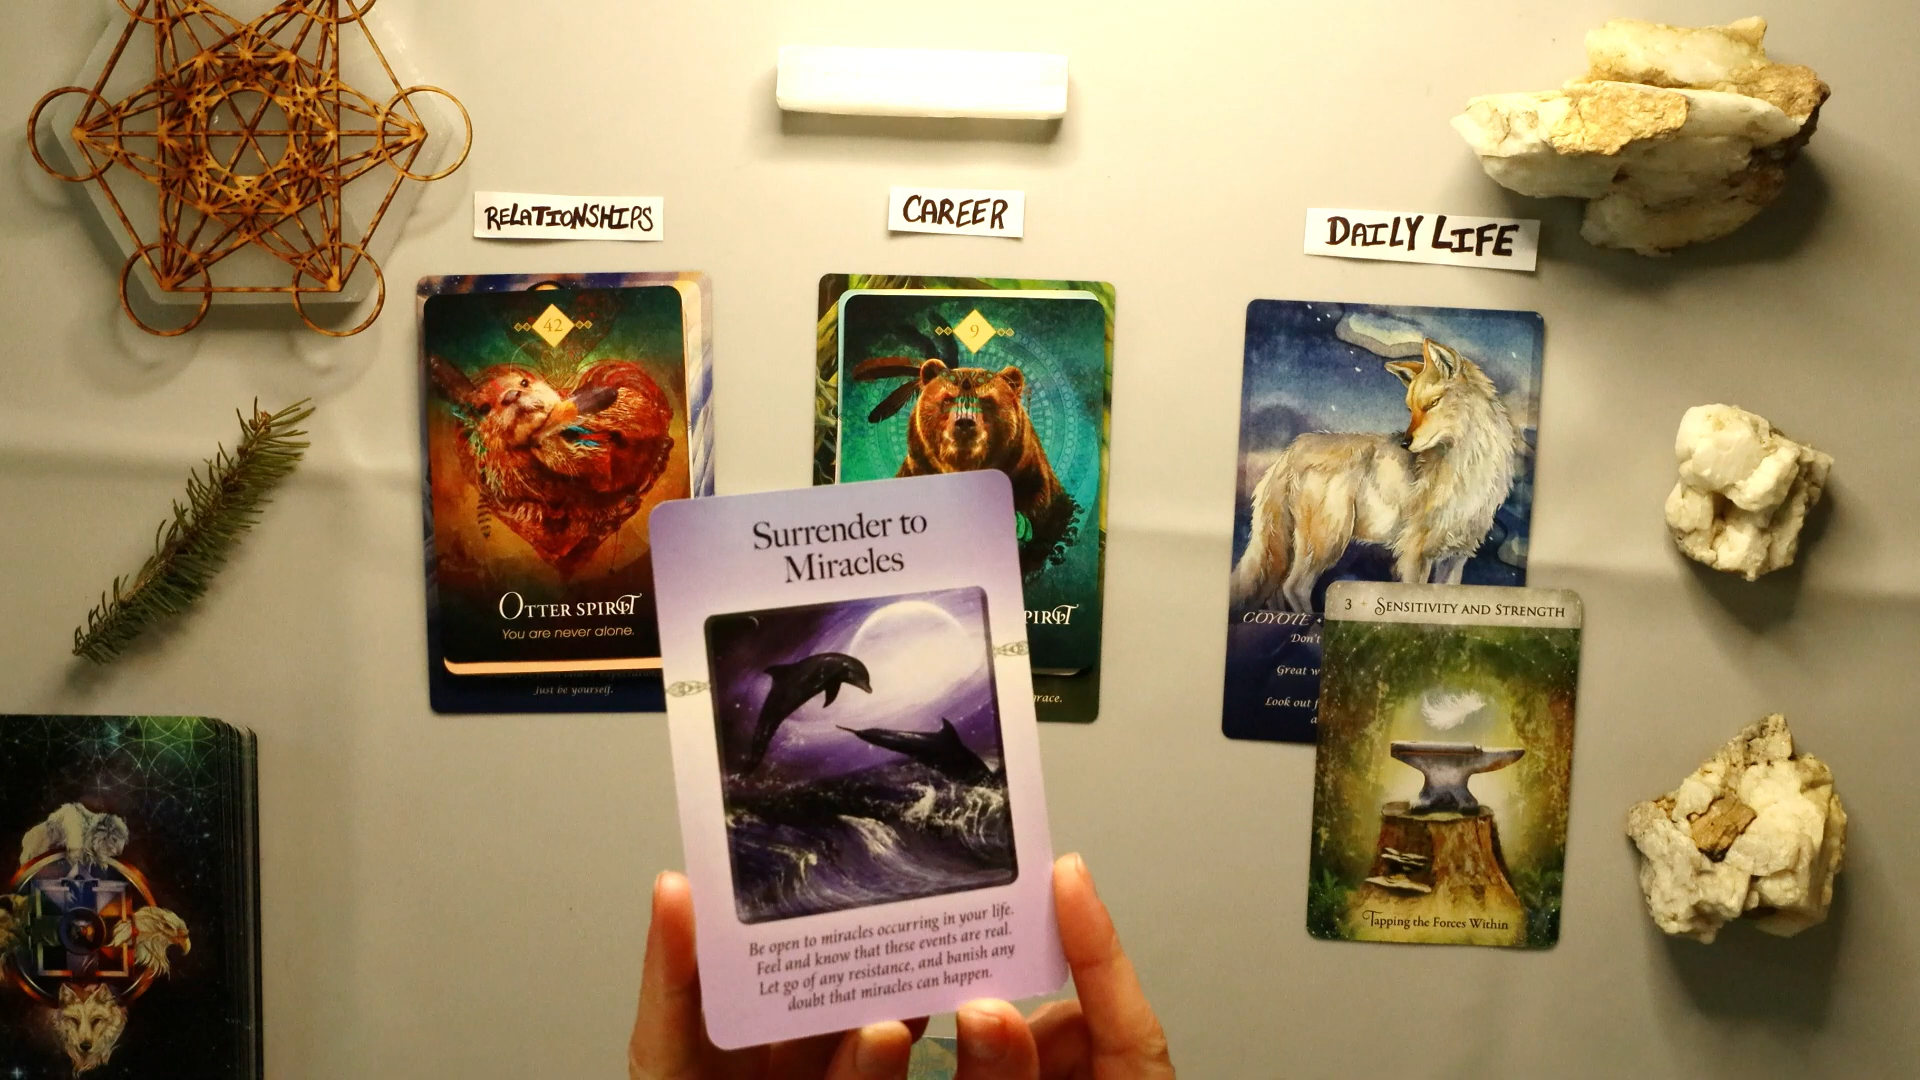 RELATIONSHIPS
CAREER
DAILY LIFE
42
OTTER SPIRIT
You are never alone.
Just be yourself.
9
SPIRIT
grace.
Surrender to
Miracles
Be open to miracles occurring in your life.
Feel and know that these events are real.
Let go of any resistance, and banish any
doubt that miracles can happen.
COYOTE
Don't
Great
Look out
3 SENSITIVITY AND STRENGTH
Tapping the Forces Within